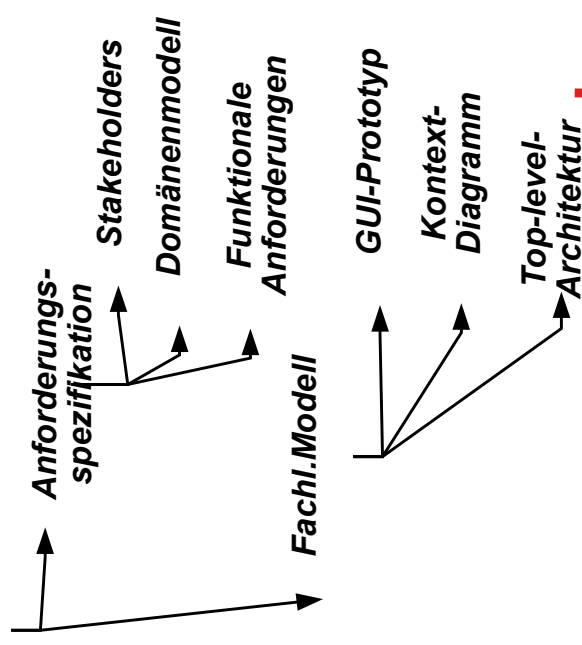 Anforderungs-
spezifikation
Stakeholders
Domänenmodell
Funktionale
Anforderungen
Fachl.Modell
GUI-Prototyp
Kontext-
Diagramm
Top-level-
Architektur